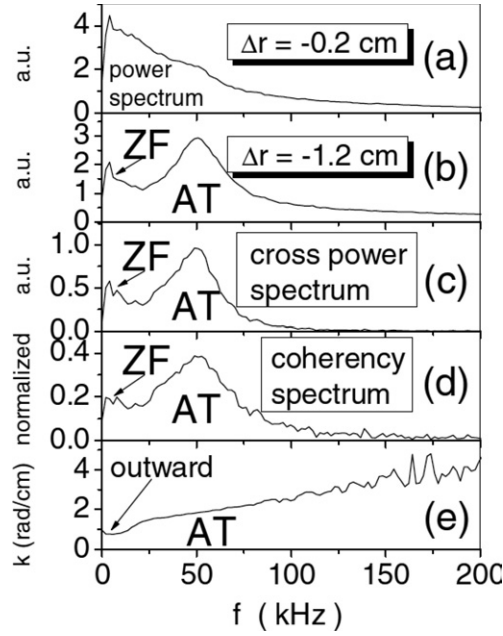 a.u.
4
2
0
power
spectrum
Δr = -0.2 cm
(a)
a.u.
3
2
1
0
ZF
AT
Δr = -1.2 cm
(b)
a.u.
1.0
0.5
0.0
ZF
AT
cross power
spectrum
(c)
normalized
0.4
0.2
0.0
ZF
AT
coherency
spectrum
(d)
k (rad/cm)
4
2
0
outward
AT
(e)
0 50 100 150 200
f ( kHz )